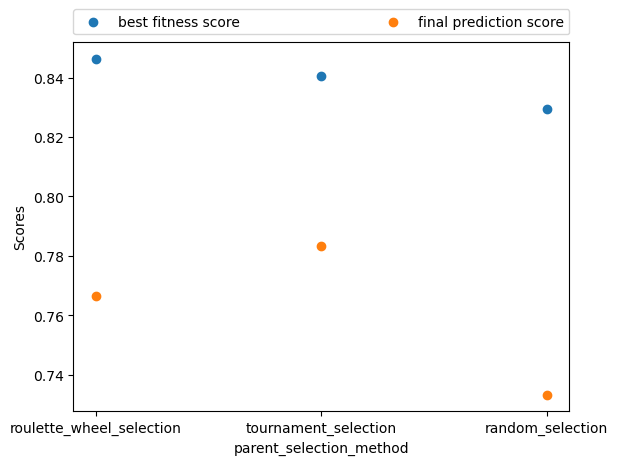 best fitness score
final prediction score
0.84
0.82
0.80
0.78
0.76
0.74
Scores
roulette_wheel_selection
tournament_selection
random_selection
parent_selection_method